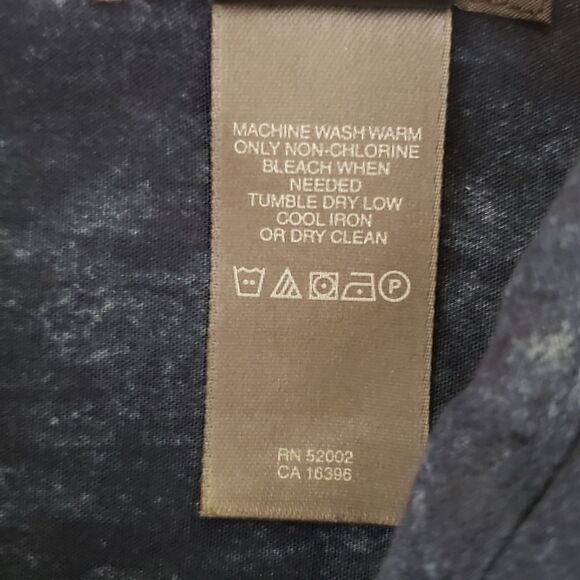 MACHINE WASH WARM
ONLY NON-CHLORINE
BLEACH WHEN
NEEDED
TUMBLE DRY LOW
COOL IRON
OR DRY CLEAN
P
RN 52002
CA 16396